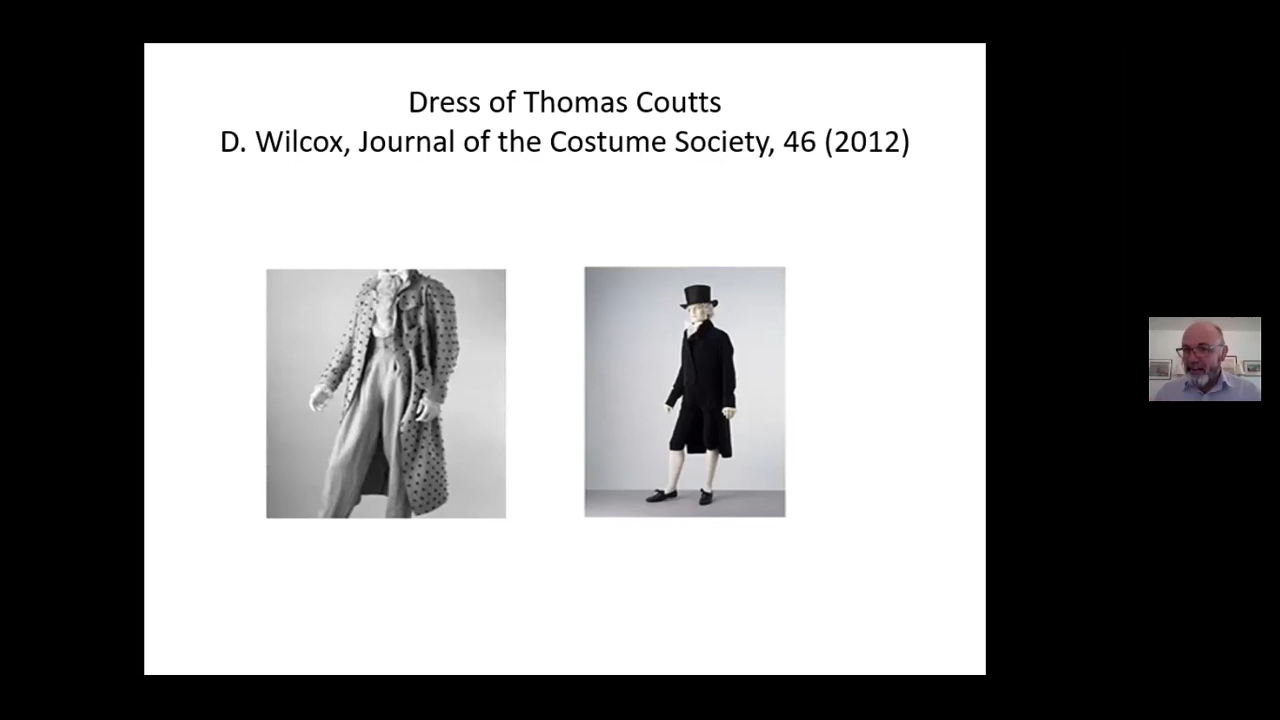 Dress of Thomas Coutts
D. Wilcox, Journal of the Costume Society, 46 (2012)